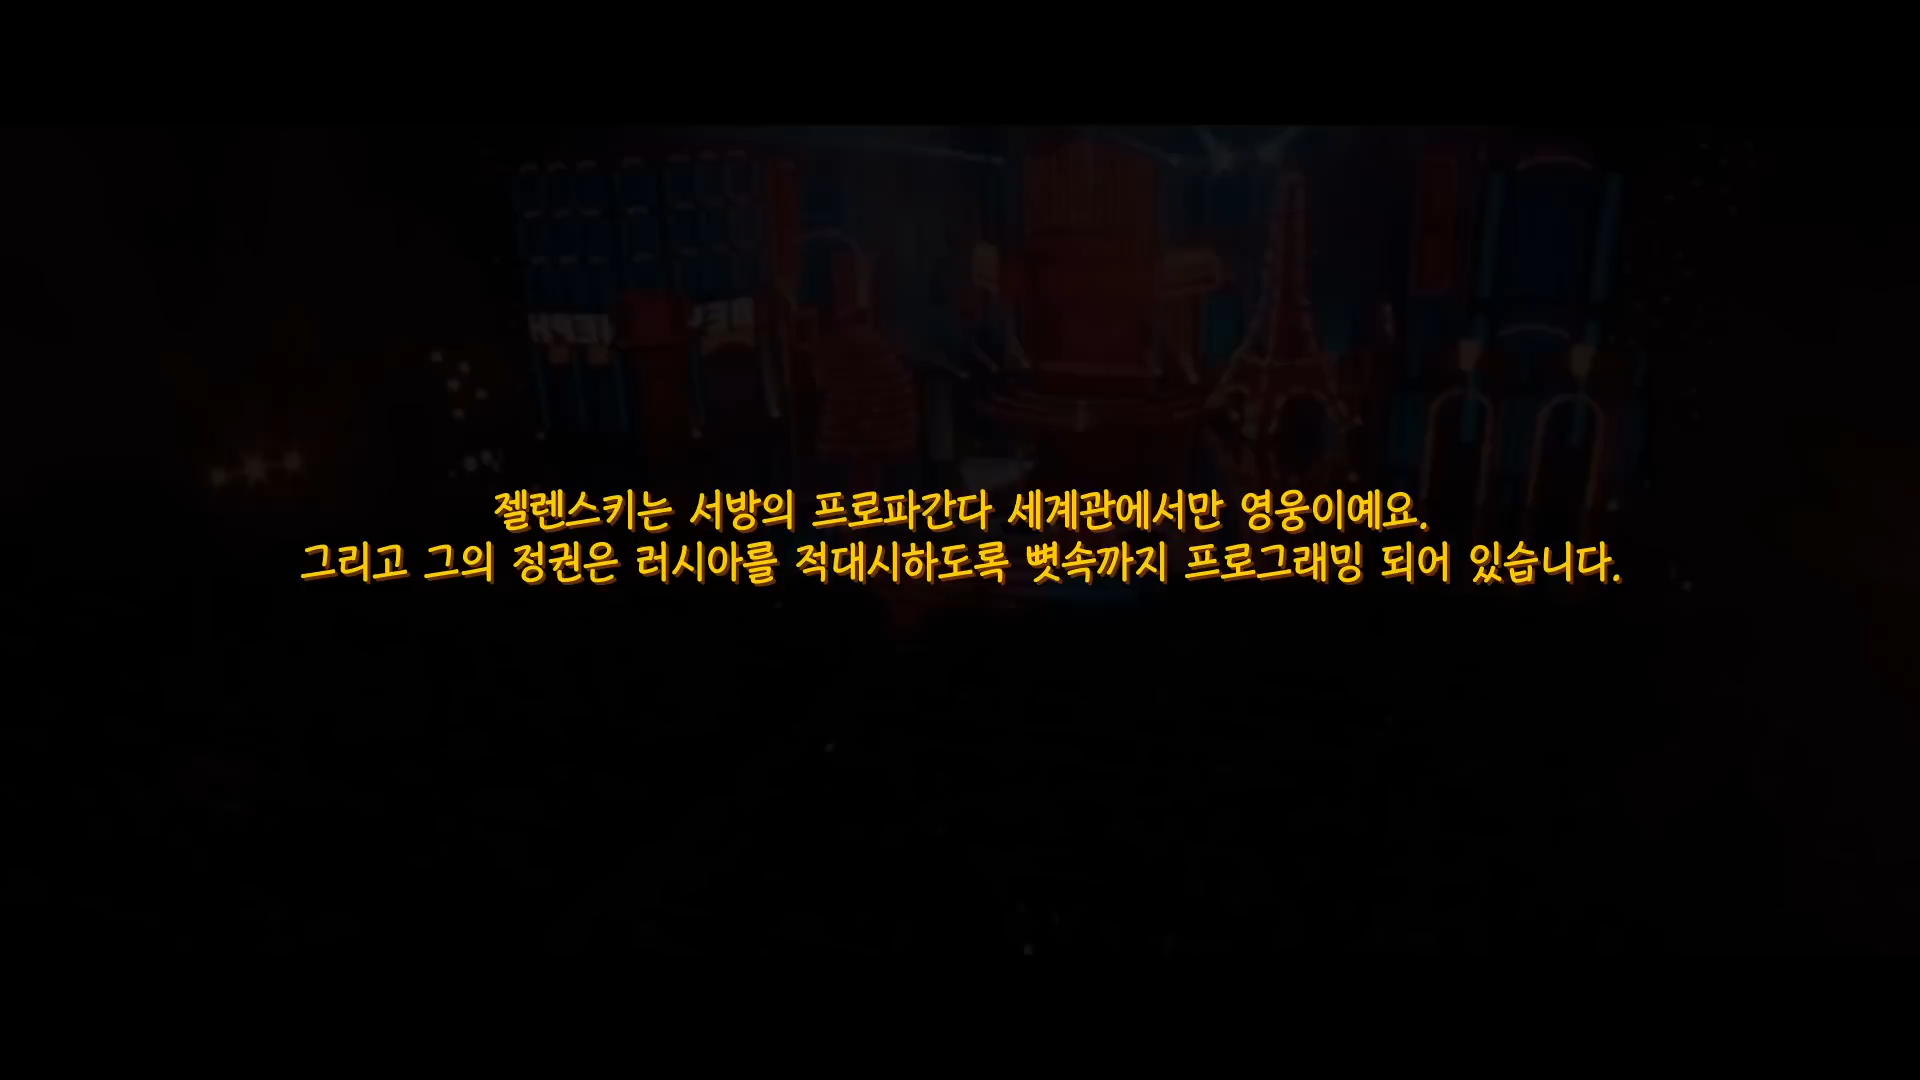 젤렌스키는 서방의 프로파간다 세계관에서만 영웅이예요.
그리고 그의 정권은 러시아를 적대시하도록 뼛속까지 프로그래밍 되어 있습니다.